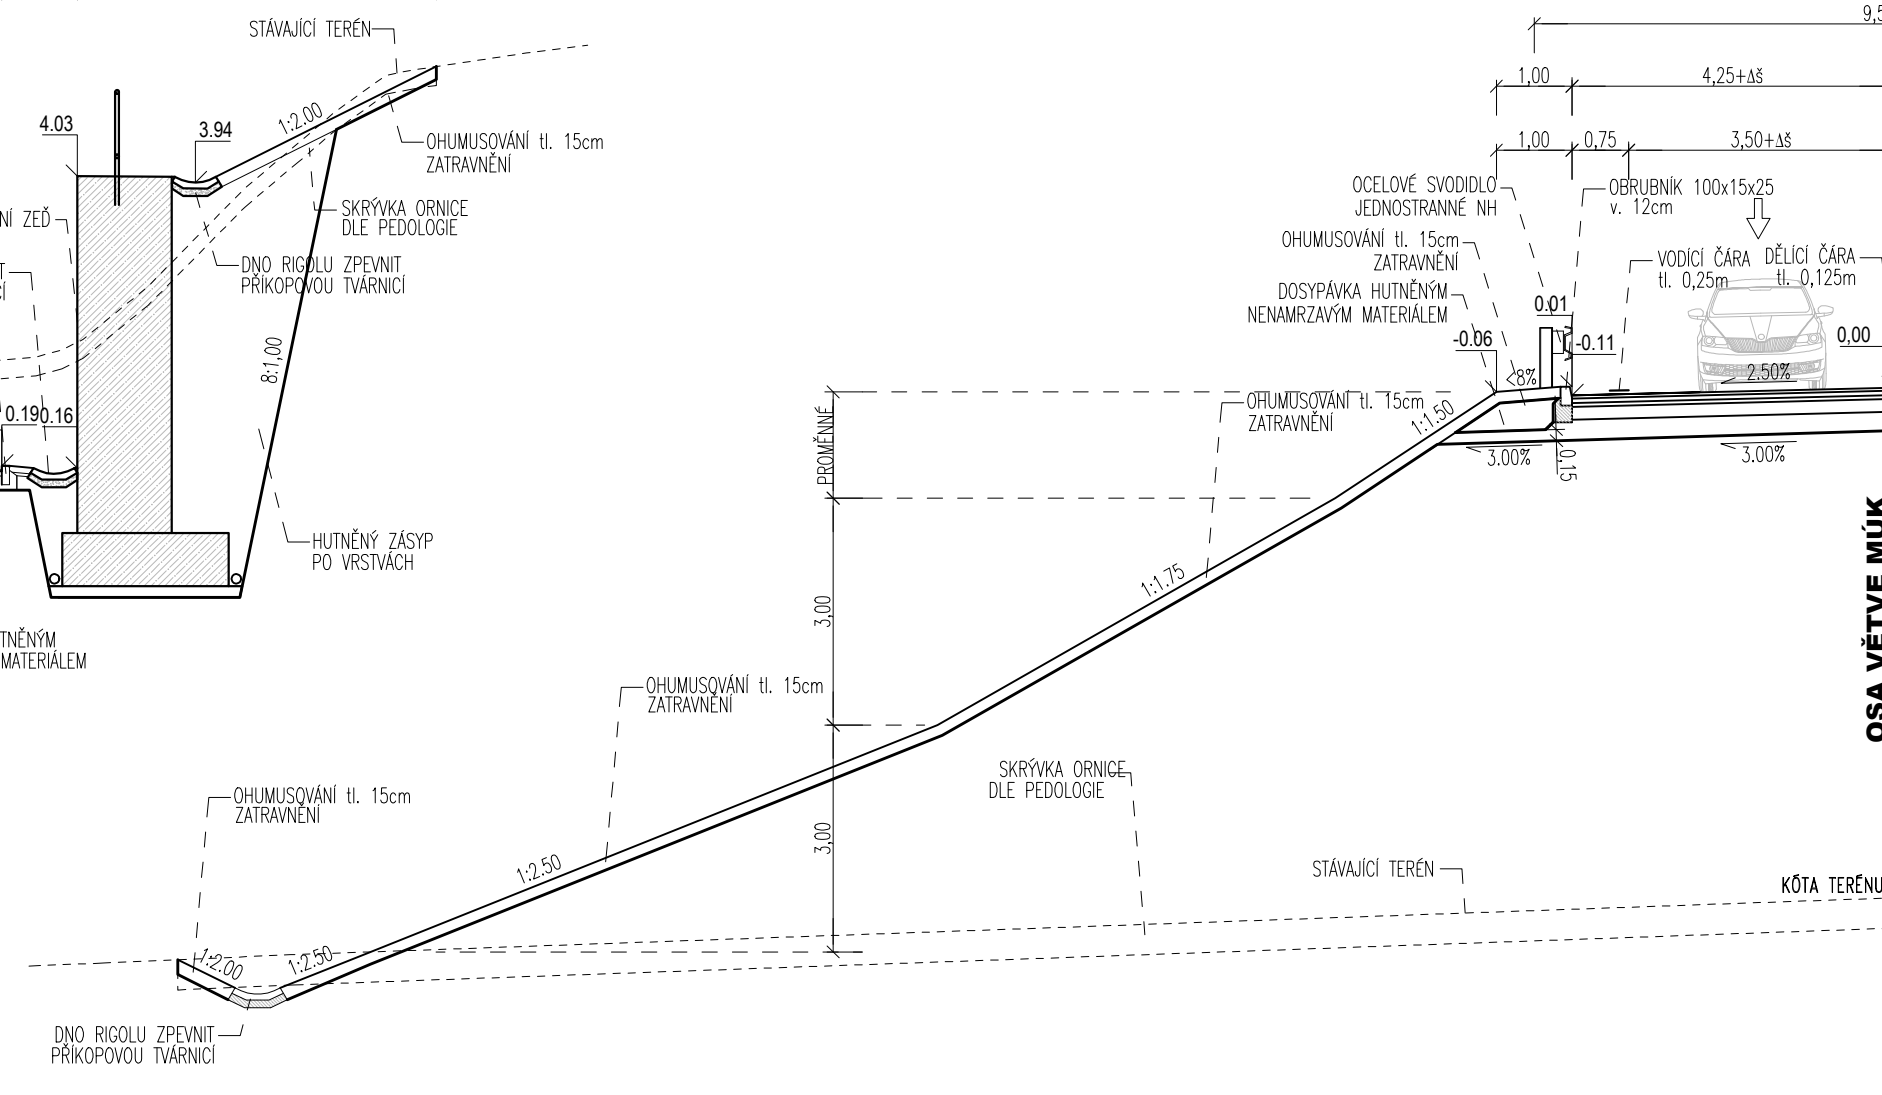 STÁVAJÍCÍ TERÉN
4.03
3.94
1:2.00
OHUMUSOVÁNÍ tl. 15cm
ZATRAVNĚNÍ
SKRÝVKA ORNICE
DLE PEDOLOGIE
NÍ ZEĎ
DNO RIGOLU ZPEVNIT
PŘÍKOPOVOU TVÁRNICÍ
8:1,00
0.19
0.16
HUTNĚNÝ ZÁSYP
PO VRSTVÁCH
TNĚNÝM
MATERIÁLEM
9,5
1,00
4,25+Δš
1,00
0,75
3,50+Δš
OCELOVÉ SVODIDLO
JEDNOSTRANNÉ NH
OBRUBNÍK 100x15x25
v. 12cm
OHUMUSOVÁNÍ tl. 15cm
ZATRAVNĚNÍ
VODÍCÍ ČÁRA
tl. 0,25m
DĚLÍCÍ ČÁRA
tl. 0,125m
DOSYPÁVKA HUTNĚNÝM
NENAMRZAVÝM MATERIÁLEM
0.01
-0.06
-0.11
0,00
<8%
2.50%
OHUMUSOVÁNÍ tl. 15cm
ZATRAVNĚNÍ
1:1.50
PROMĚNNÉ
3.00%
0,15
3.00%
OSA VĚTVE MÚK
1:1.75
3,00
OHUMUSOVÁNÍ tl. 15cm
ZATRAVNĚNÍ
SKRÝVKA ORNICE
DLE PEDOLOGIE
OHUMUSOVÁNÍ tl. 15cm
ZATRAVNĚNÍ
3,00
1:2.50
STÁVAJÍCÍ TERÉN
KÓTA TERÉNU
1:2.00
1:2.50
DNO RIGOLU ZPEVNIT
PŘÍKOPOVOU TVÁRNICÍ